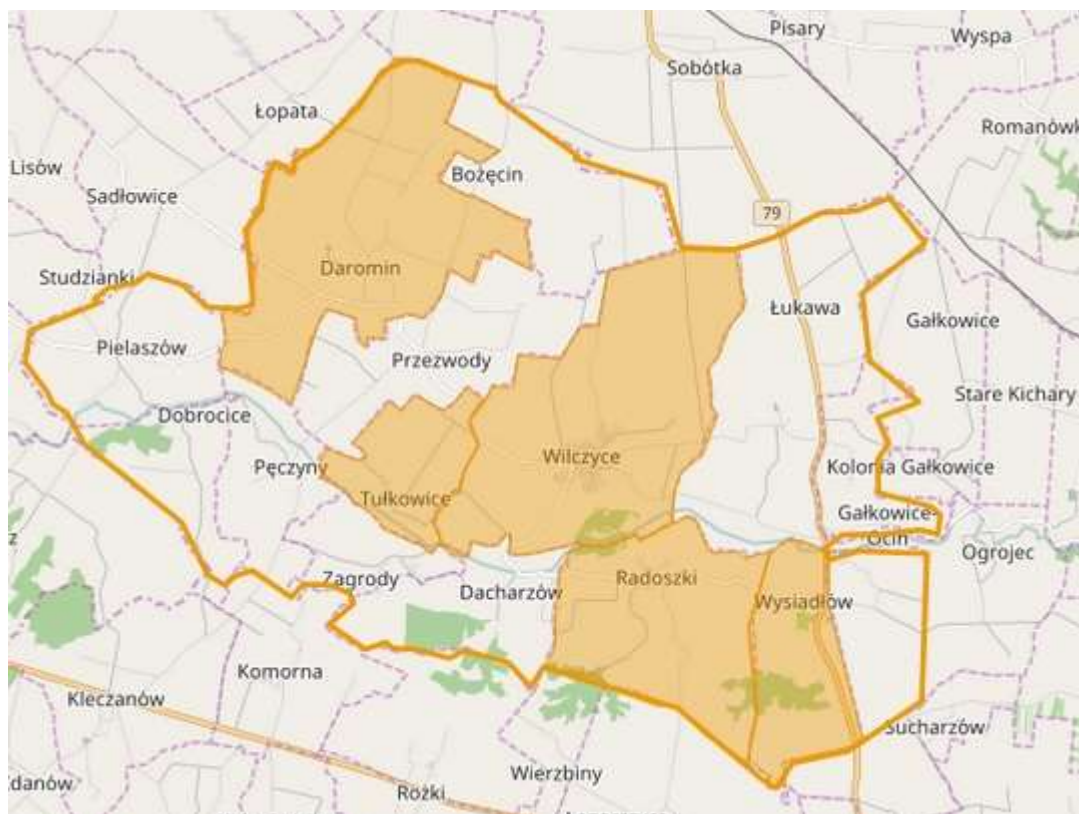 Pisary
Wyspa
Sobótka
Łopata
Romanówk
Lisów
Bożęcin
Sadłowice
79
Daromin
Studzianki
Łukawa
Gałkowice
Pielaszów
Przezwody
Stare Kichary
Dobrocice
Wilczyce
Pęczyny
Kolonia Gałkowice
Tułkowice
Gałkowice-
Ocin
z
Ogrojec
Zagrody
Radoszki
Dacharzów
Wysiadłów
Komorna
Kleczanów
Sucharzów
Wierzbiny
Zdanów
Rożki